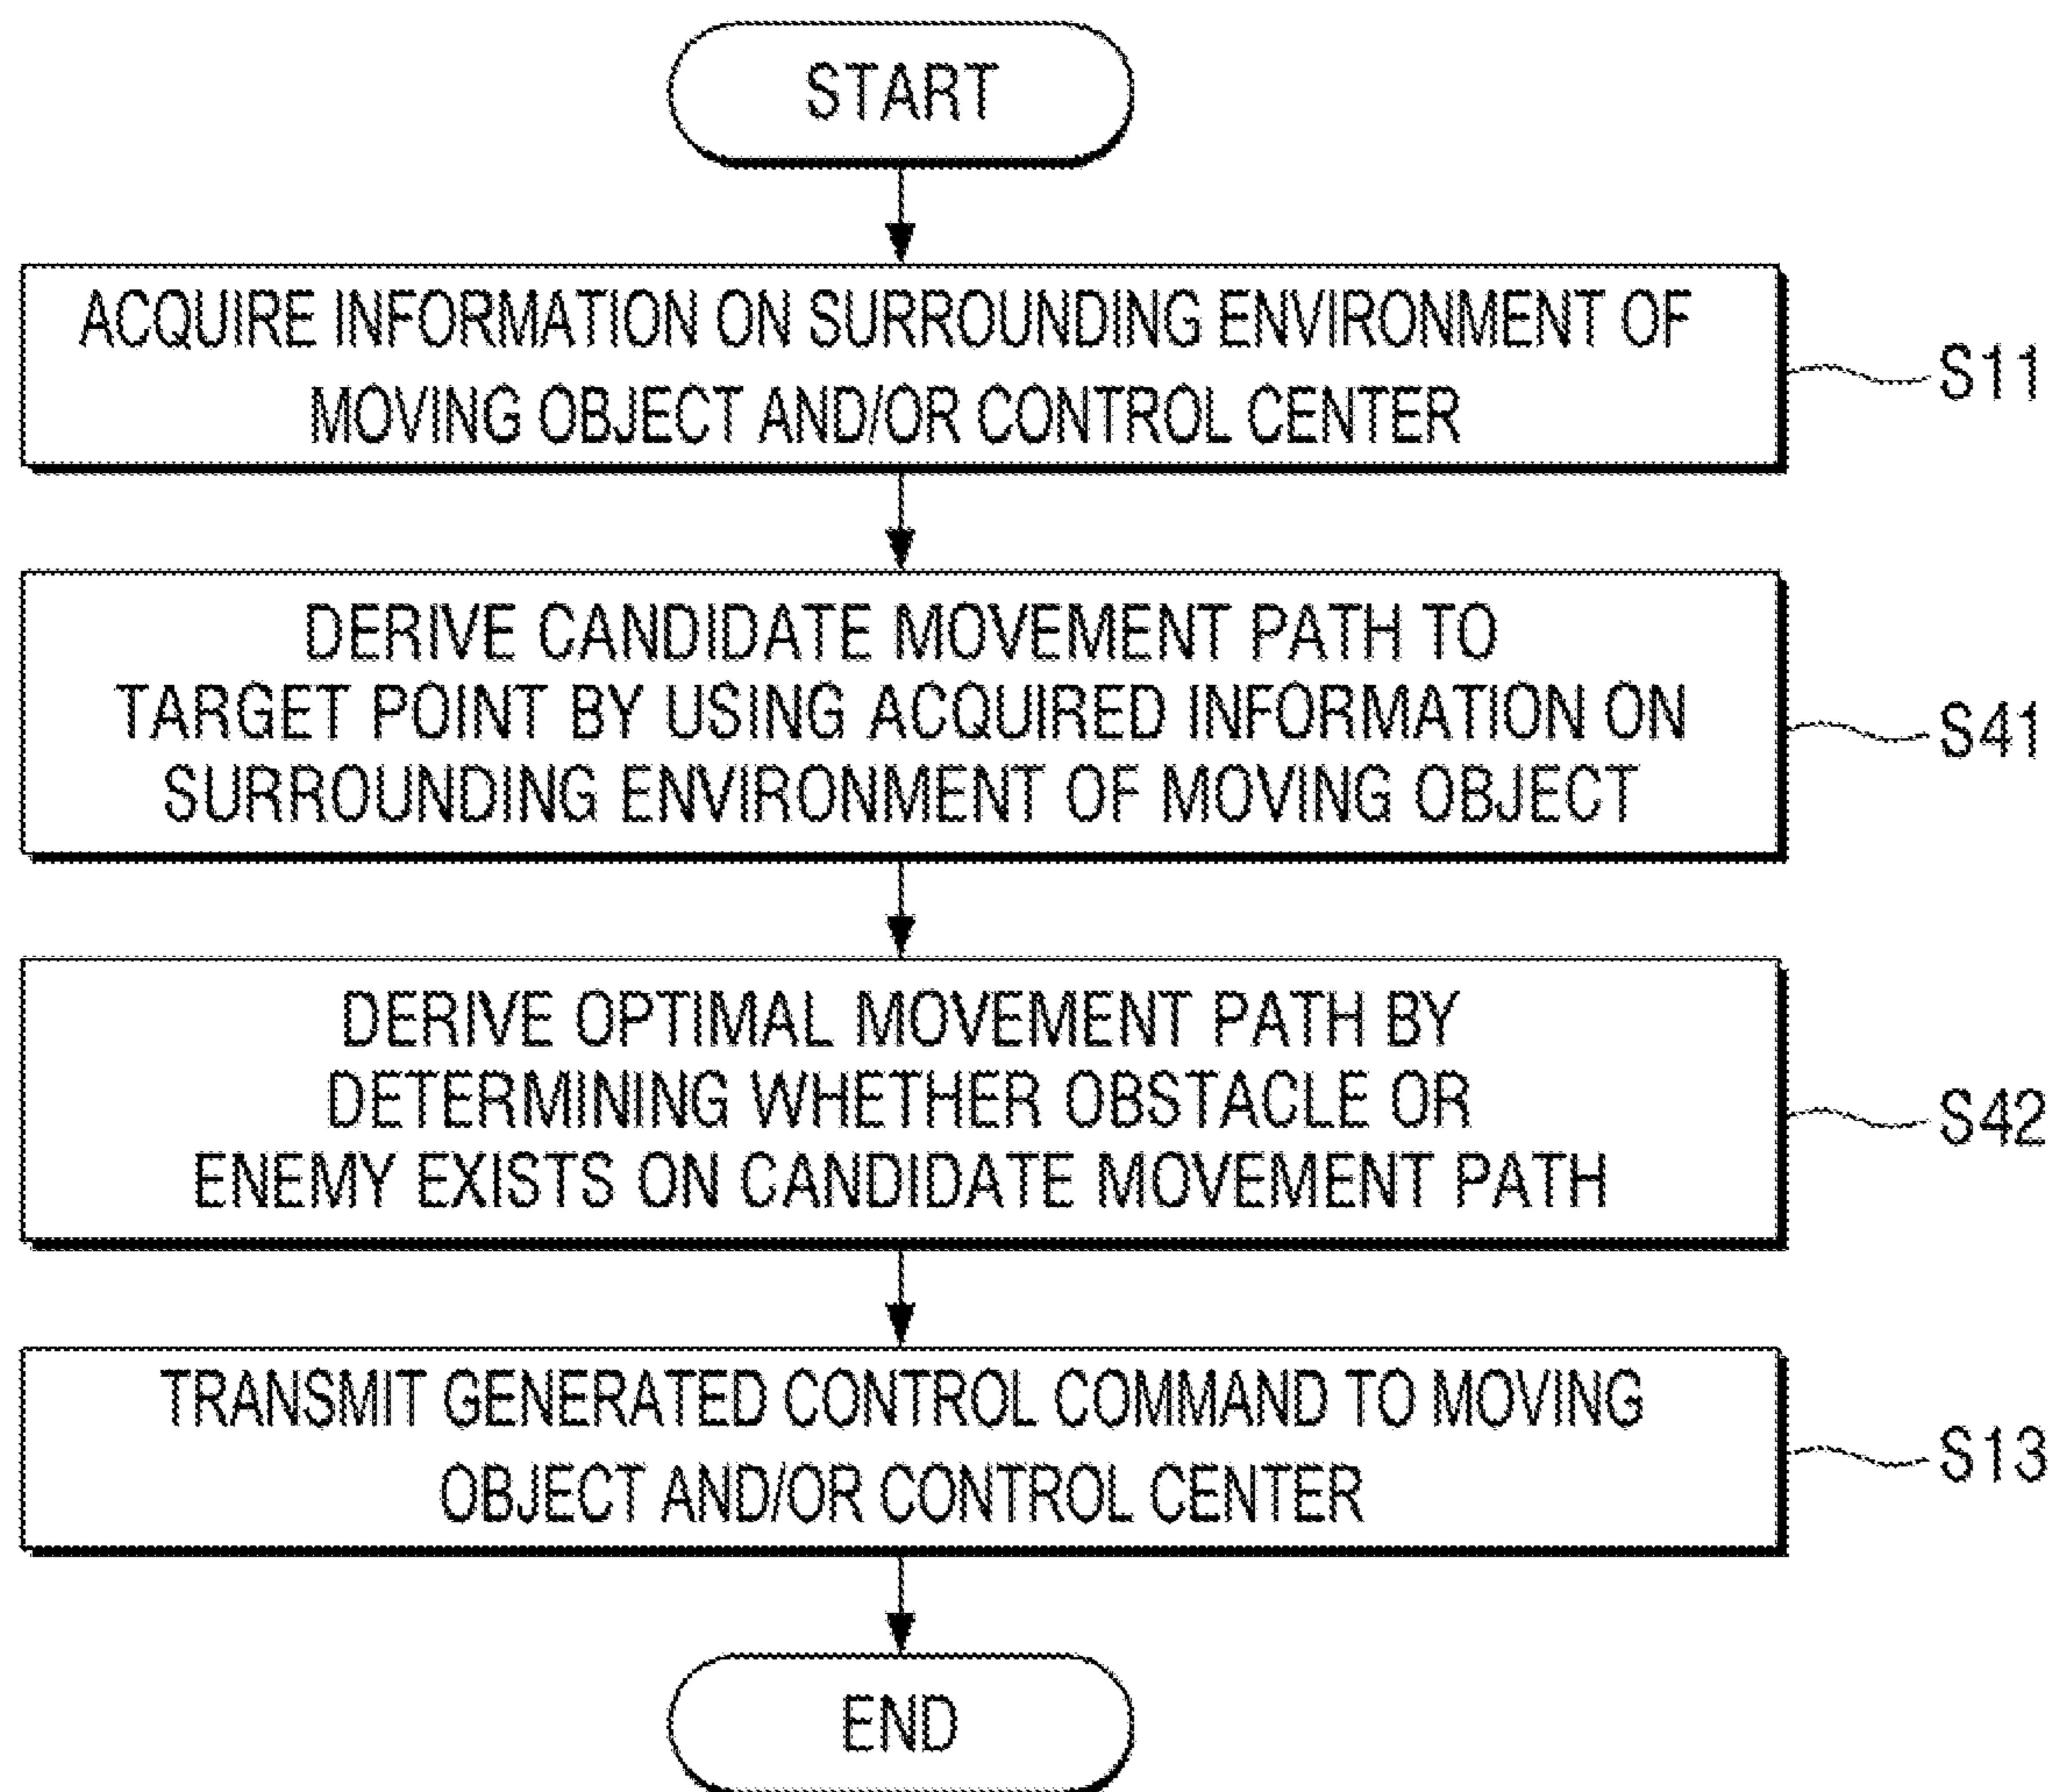 START
ACQUIRE INFORMATION ON SURROUNDING ENVIRONMENT OF
MOVING OBJECT AND/OR CONTROL CENTER
S11
DERIVE CANDIDATE MOVEMENT PATH TO
TARGET POINT BY USING ACQUIRED INFORMATION ON
SURROUNDING ENVIRONMENT OF MOVING OBJECT
S41
DERIVE OPTIMAL MOVEMENT PATH BY
DETERMINING WHETHER OBSTACLE OR
ENEMY EXISTS ON CANDIDATE MOVEMENT PATH
S42
TRANSMIT GENERATED CONTROL COMMAND TO MOVING
OBJECT AND/OR CONTROL CENTER
S13
END